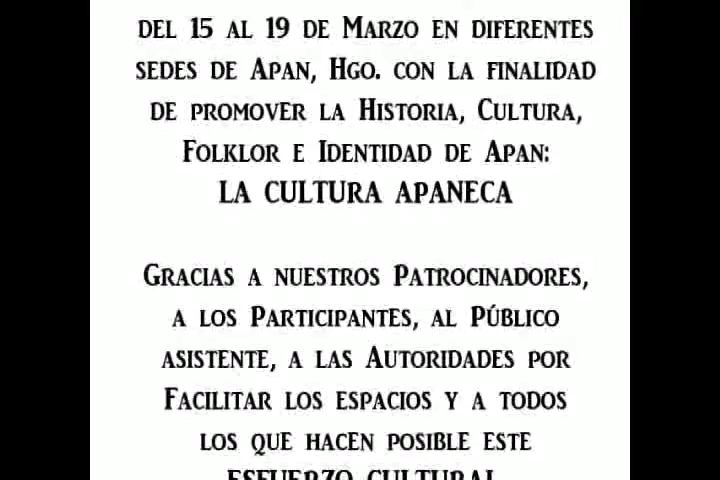 DEL 15 AL 19 DE MARZO EN DIFERENTES
SEDES DE APAN, HGO. CON LA FINALIDAD
DE PROMOVER LA HISTORIA, CULTURA,
FOLKLOR E IDENTIDAD DE APAN:
LA CULTURA APANECA
GRACIAS A NUESTROS PATROCINADORES,
A LOS PARTICIPANTES, AL PÚBLICO
ASISTENTE, A LAS AUTORIDADES POR
FACILITAR LOS ESPACIOS Y A TODOS
LOS QUE HACEN POSIBLE ESTE
ESFUERZO CULTURAL